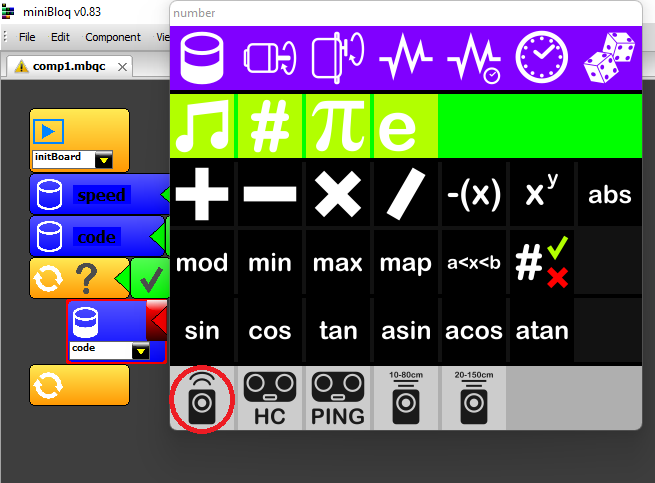 miniBloq v0.83
number
File Edit Component View
comp1.mbqc
initBoard
speed
code
code
# π e
-(x) x^y abs
mod min max map a<x<b #
sin cos tan asin acos atan
10-80cm 20-150cm
HC PING